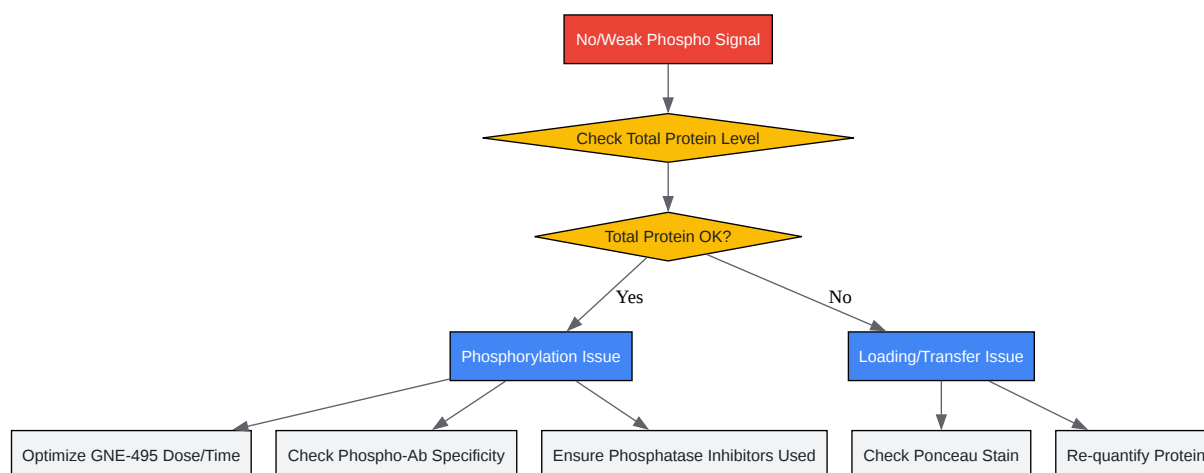 No/Weak Phospho Signal
Check Total Protein Level
Total Protein OK?
Yes
No
Phosphorylation Issue
Loading/Transfer Issue
Optimize GNE-495 Dose/Time
Check Phospho-Ab Specificity
Ensure Phosphatase Inhibitors Used
Check Ponceau Stain
Re-quantify Protein